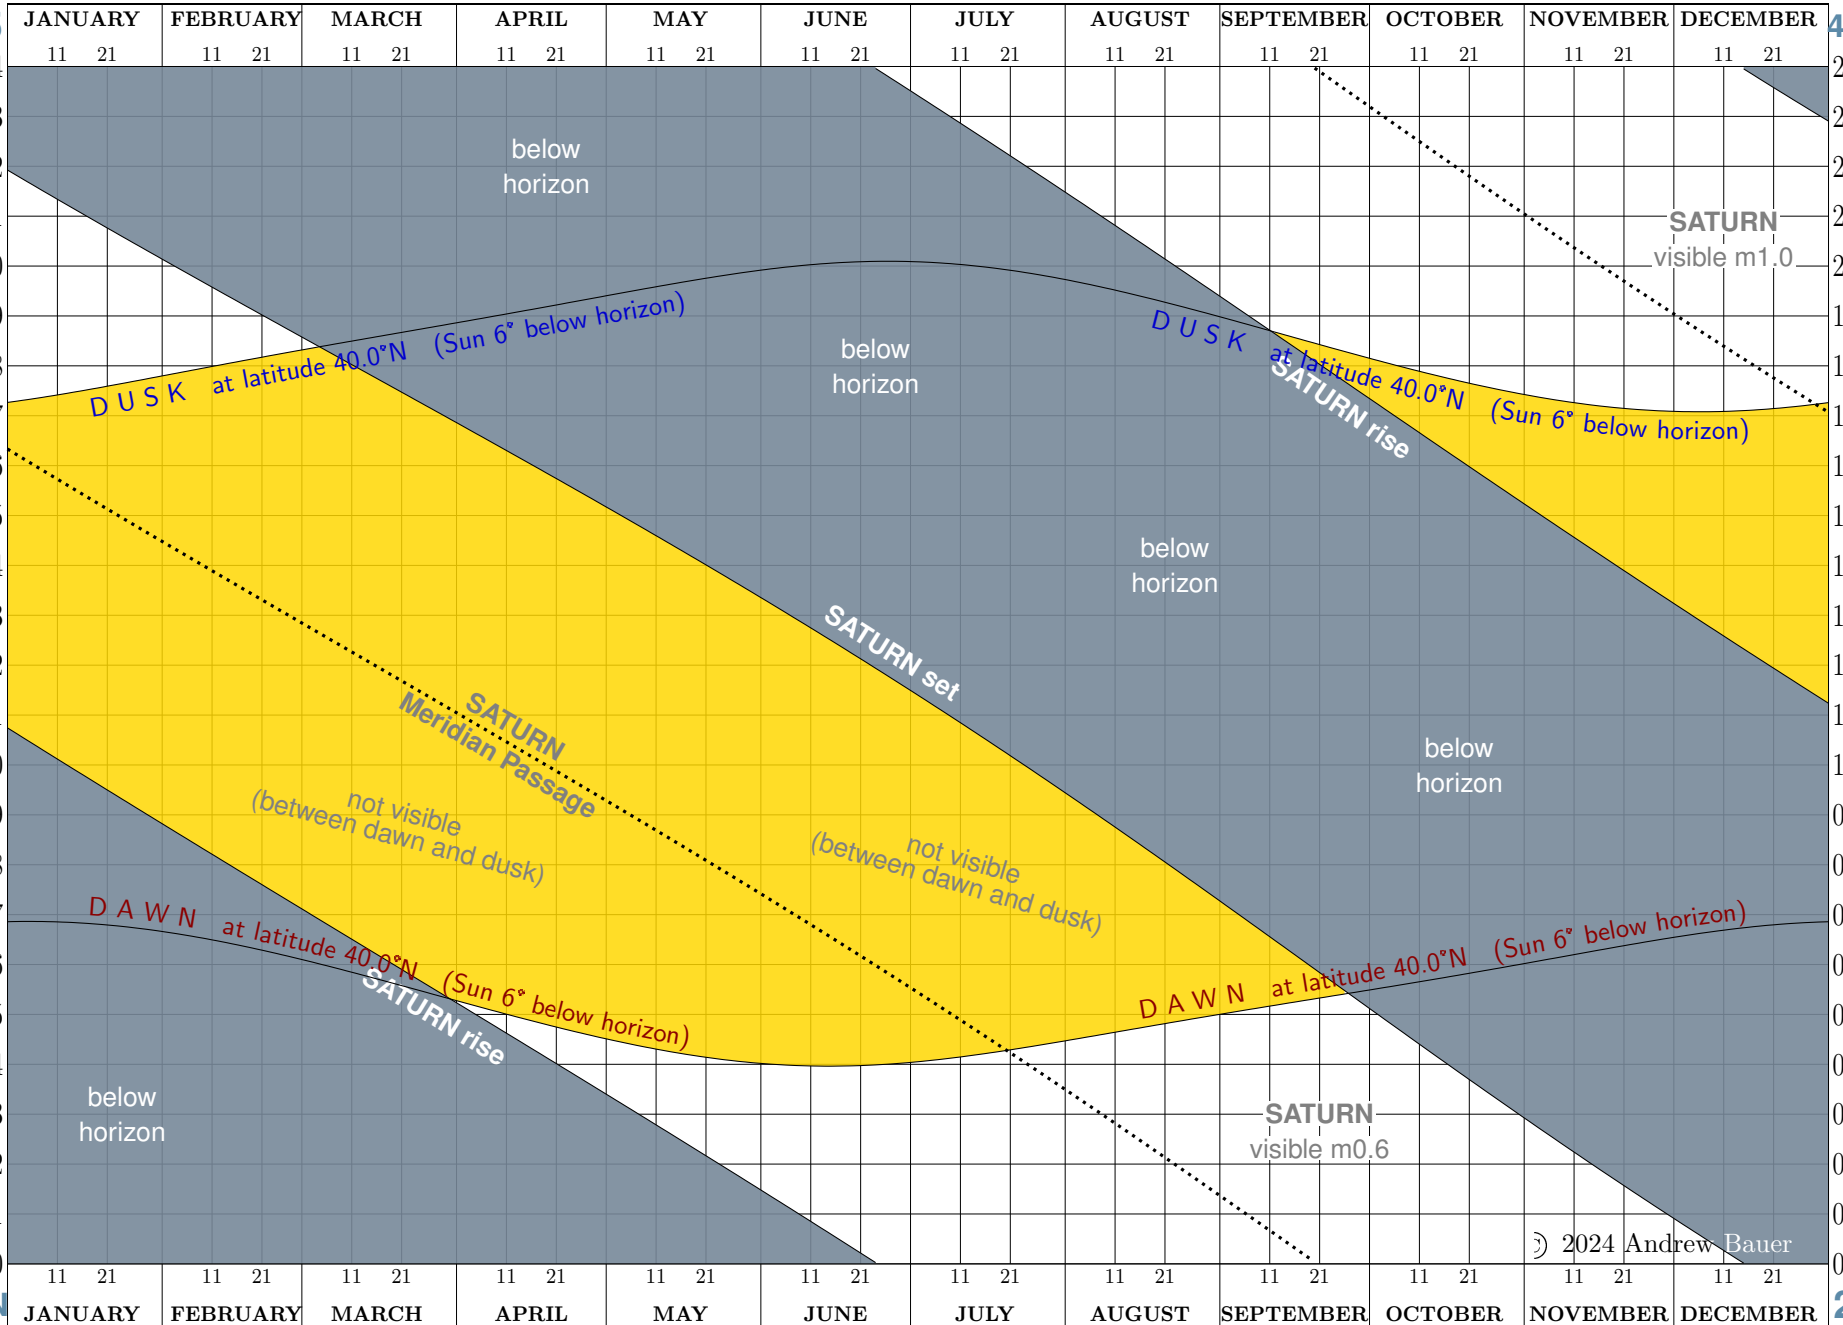 JANUARY FEBRUARY MARCH APRIL MAY JUNE JULY AUGUST SEPTEMBER OCTOBER NOVEMBER DECEMBER
11 21 11 21 11 21 11 21 11 21 11 21 11 21 11 21 11 21 11 21 11 21 11 21
below
horizon
SATURN
visible m1.0
DUSK at latitude 40.0°N (Sun 6° below horizon)
DUSK at latitude 40.0°N (Sun 6° below horizon)
below
horizon
SATURN rise
below
horizon
SATURN set
SATURN
Meridian Passage
below
horizon
not visible
(between dawn and dusk)
not visible
(between dawn and dusk)
DAWN at latitude 40.0°N (Sun 6° below horizon)
DAWN at latitude 40.0°N (Sun 6° below horizon)
SATURN rise
below
horizon
SATURN
visible m0.6
2024 Andrew Bauer
11 21 11 21 11 21 11 21 11 21 11 21 11 21 11 21 11 21 11 21 11 21 11 21
JANUARY FEBRUARY MARCH APRIL MAY JUNE JULY AUGUST SEPTEMBER OCTOBER NOVEMBER DECEMBER